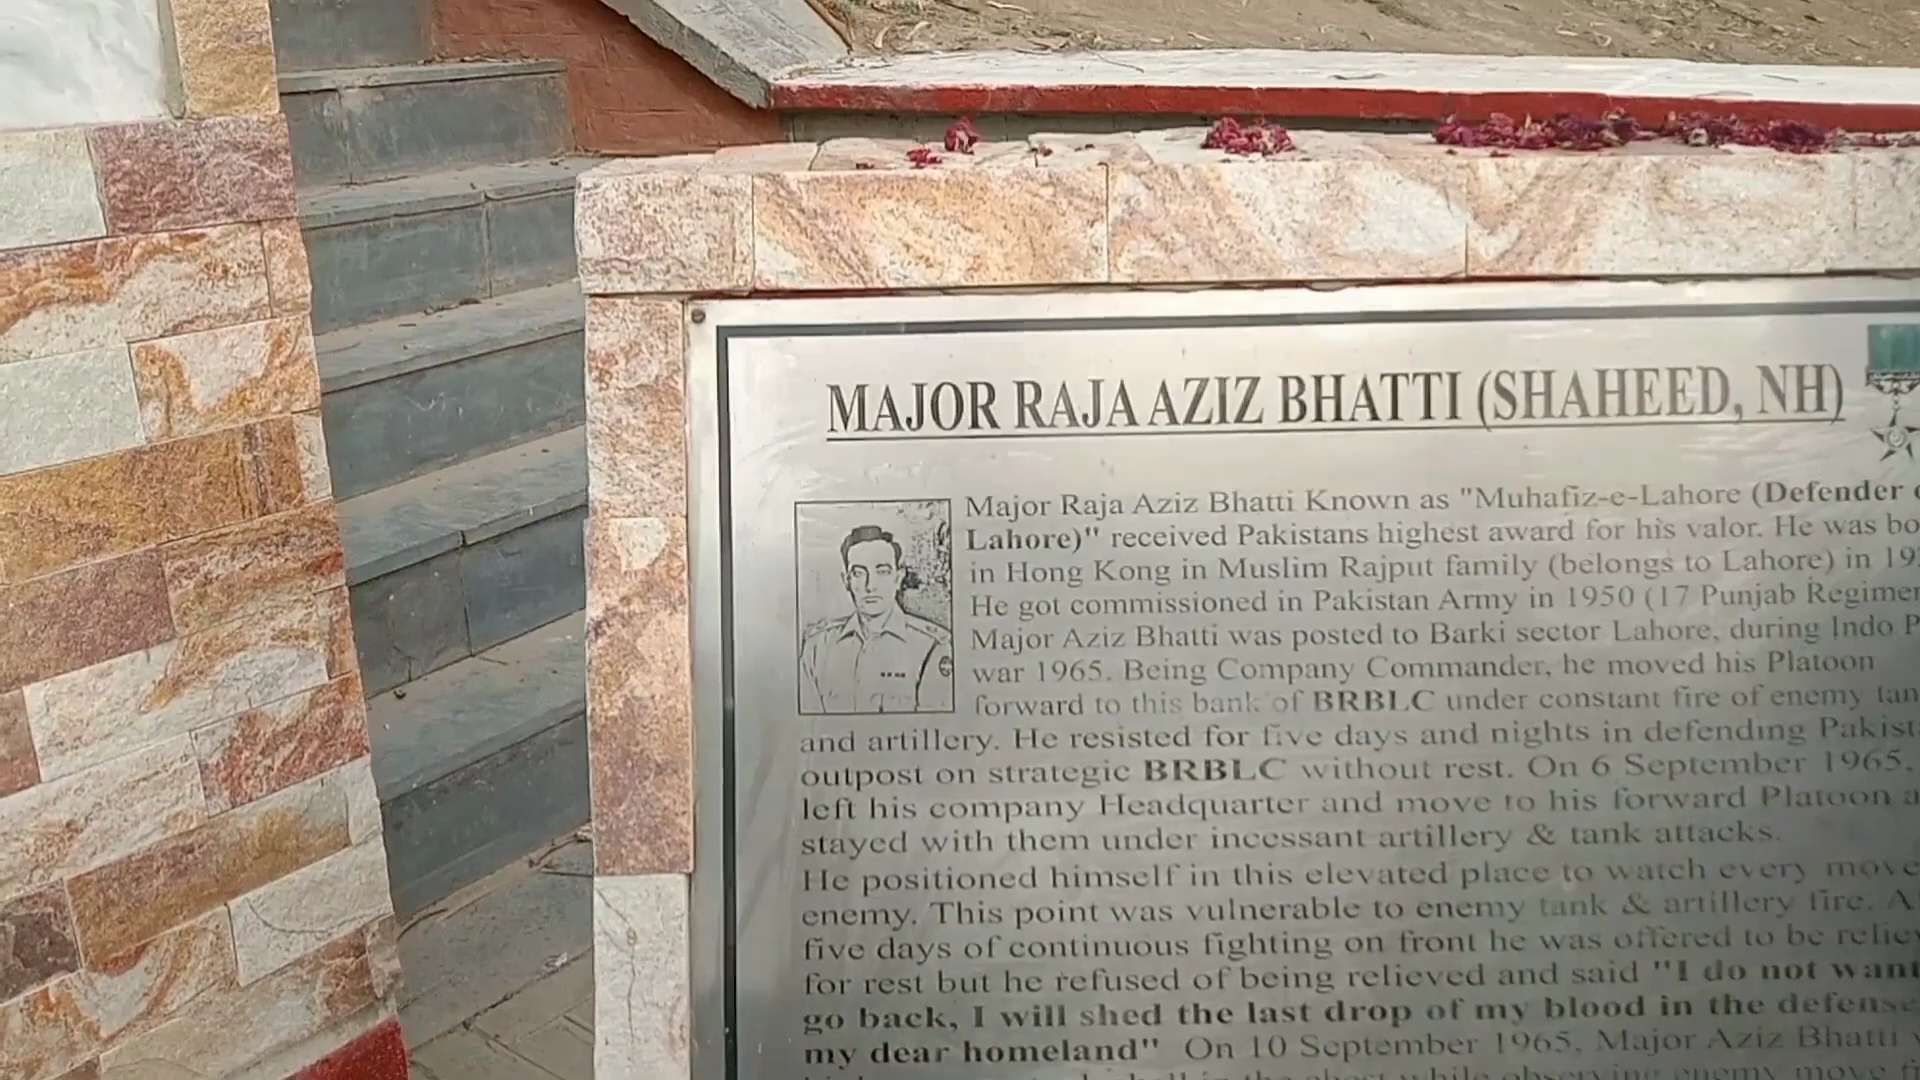 MAJOR RAJA AZIZ BHATTI (SHAHEED, NH)
Major Raja Aziz Bhatti Known as "Muhafiz-e-Lahore (Defender
Lahore)" received Pakistans highest award for his valor. He was
in Hong Kong in Muslim Rajput family (belongs to Lahore) in
He got commissioned in Pakistan Army in 1950 (17 Punjab
Major Aziz Bhatti was posted to Barki sector Lahore, during Indo
war 1965. Being Company Commander, he moved his Platoon
forward to this bank of BRBLC under constant fire of enemy
and artillery. He resisted for five days and nights in defending
outpost on strategic BRBLC without rest. On 6 September 1965,
left his company Headquarter and move to his forward Platoon
stayed with them under incessant artillery & tank attacks.
He positioned himself in this elevated place to watch every
enemy. This point was vulnerable to enemy tank & artillery fire.
five days of continuous fighting on front he was offered to be
for rest but he refused of being relieved and said "I do not want
go back, I will shed the last drop of my blood in the defense
my dear homeland" On 10 September 1965, Major Aziz Bhatti
in the chest while observing enemy move